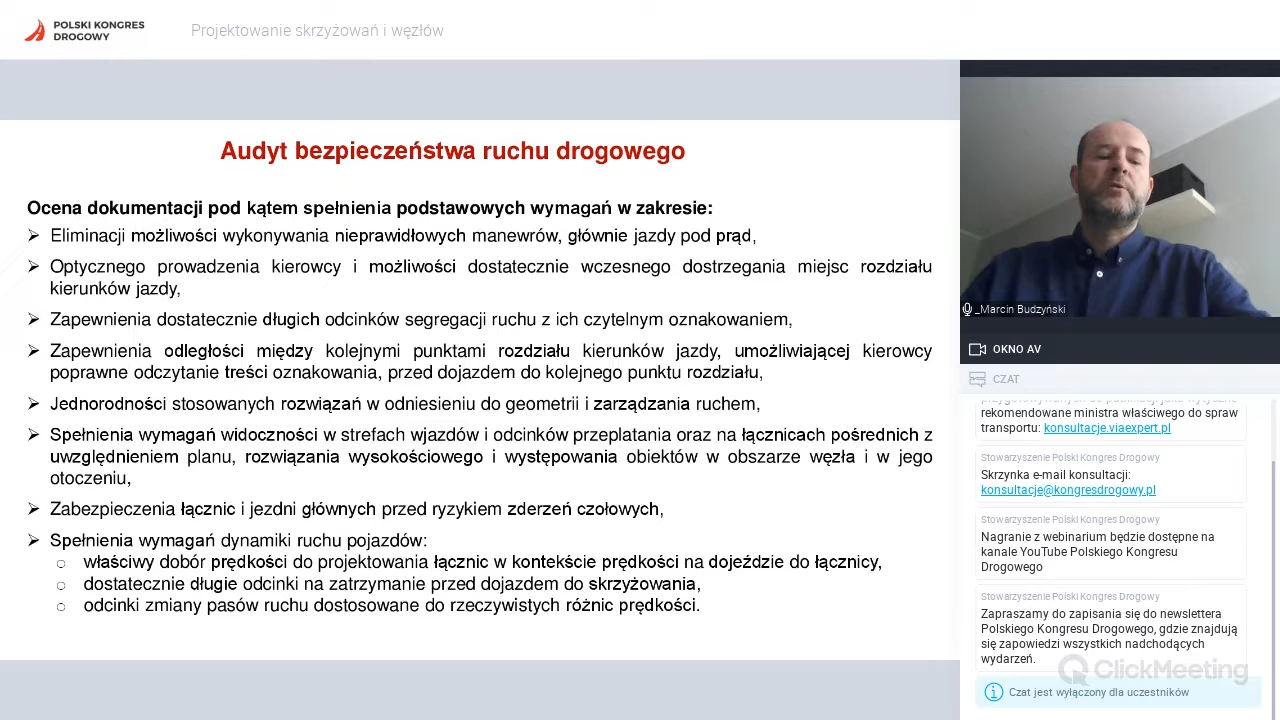 POLSKI KONGRES
DROGOWY
Projektowanie skrzyżowań i węzłów
Audyt bezpieczeństwa ruchu drogowego
Ocena dokumentacji pod kątem spełnienia podstawowych wymagań w zakresie:
Eliminacji możliwości wykonywania nieprawidłowych manewrów, głównie jazdy pod prąd,
Optycznego prowadzenia kierowcy i możliwości dostatecznie wczesnego dostrzegania miejsc rozdziału
kierunków jazdy,
Zapewnienia dostatecznie długich odcinków segregacji ruchu z ich czytelnym oznakowaniem,
Zapewnienia odległości między kolejnymi punktami rozdziału kierunków jazdy, umożliwiającej kierowcy
poprawne odczytanie treści oznakowania, przed dojazdem do kolejnego punktu rozdziału,
Jednorodności stosowanych rozwiązań w odniesieniu do geometrii i zarządzania ruchem,
Spełnienia wymagań widoczności w strefach wjazdów i odcinków przeplatania oraz na łącznicach pośrednich z
uwzględnieniem planu, rozwiązania wysokościowego i występowania obiektów w obszarze węzła i w jego
otoczeniu,
Zabezpieczenia łącznic i jezdni głównych przed ryzykiem zderzeń czołowych,
Spełnienia wymagań dynamiki ruchu pojazdów:
właściwy dobór prędkości do projektowania łącznic w kontekście prędkości na dojeździe do łącznicy,
dostatecznie długie odcinki na zatrzymanie przed dojazdem do skrzyżowania,
odcinki zmiany pasów ruchu dostosowane do rzeczywistych różnic prędkości.
_Marcin Budzyński
OKNO AV
CZAT
rekomendowane ministra właściwego do spraw
transportu: konsultacje.viaexpert.pl
Stowarzyszenie Polski Kongres Drogowy
Skrzynka e-mail konsultacji:
konsultacje@kongresdrogowy.pl
Stowarzyszenie Polski Kongres Drogowy
Nagranie z webinarium będzie dostępne na
kanale YouTube Polskiego Kongresu
Drogowego
Stowarzyszenie Polski Kongres Drogowy
Zapraszamy do zapisania się do newslettera
Polskiego Kongresu Drogowego, gdzie znajdują
się zapowiedzi wszystkich nadchodzących
wydarzeń.
ClickMeeting
Czat jest wyłączony dla uczestników